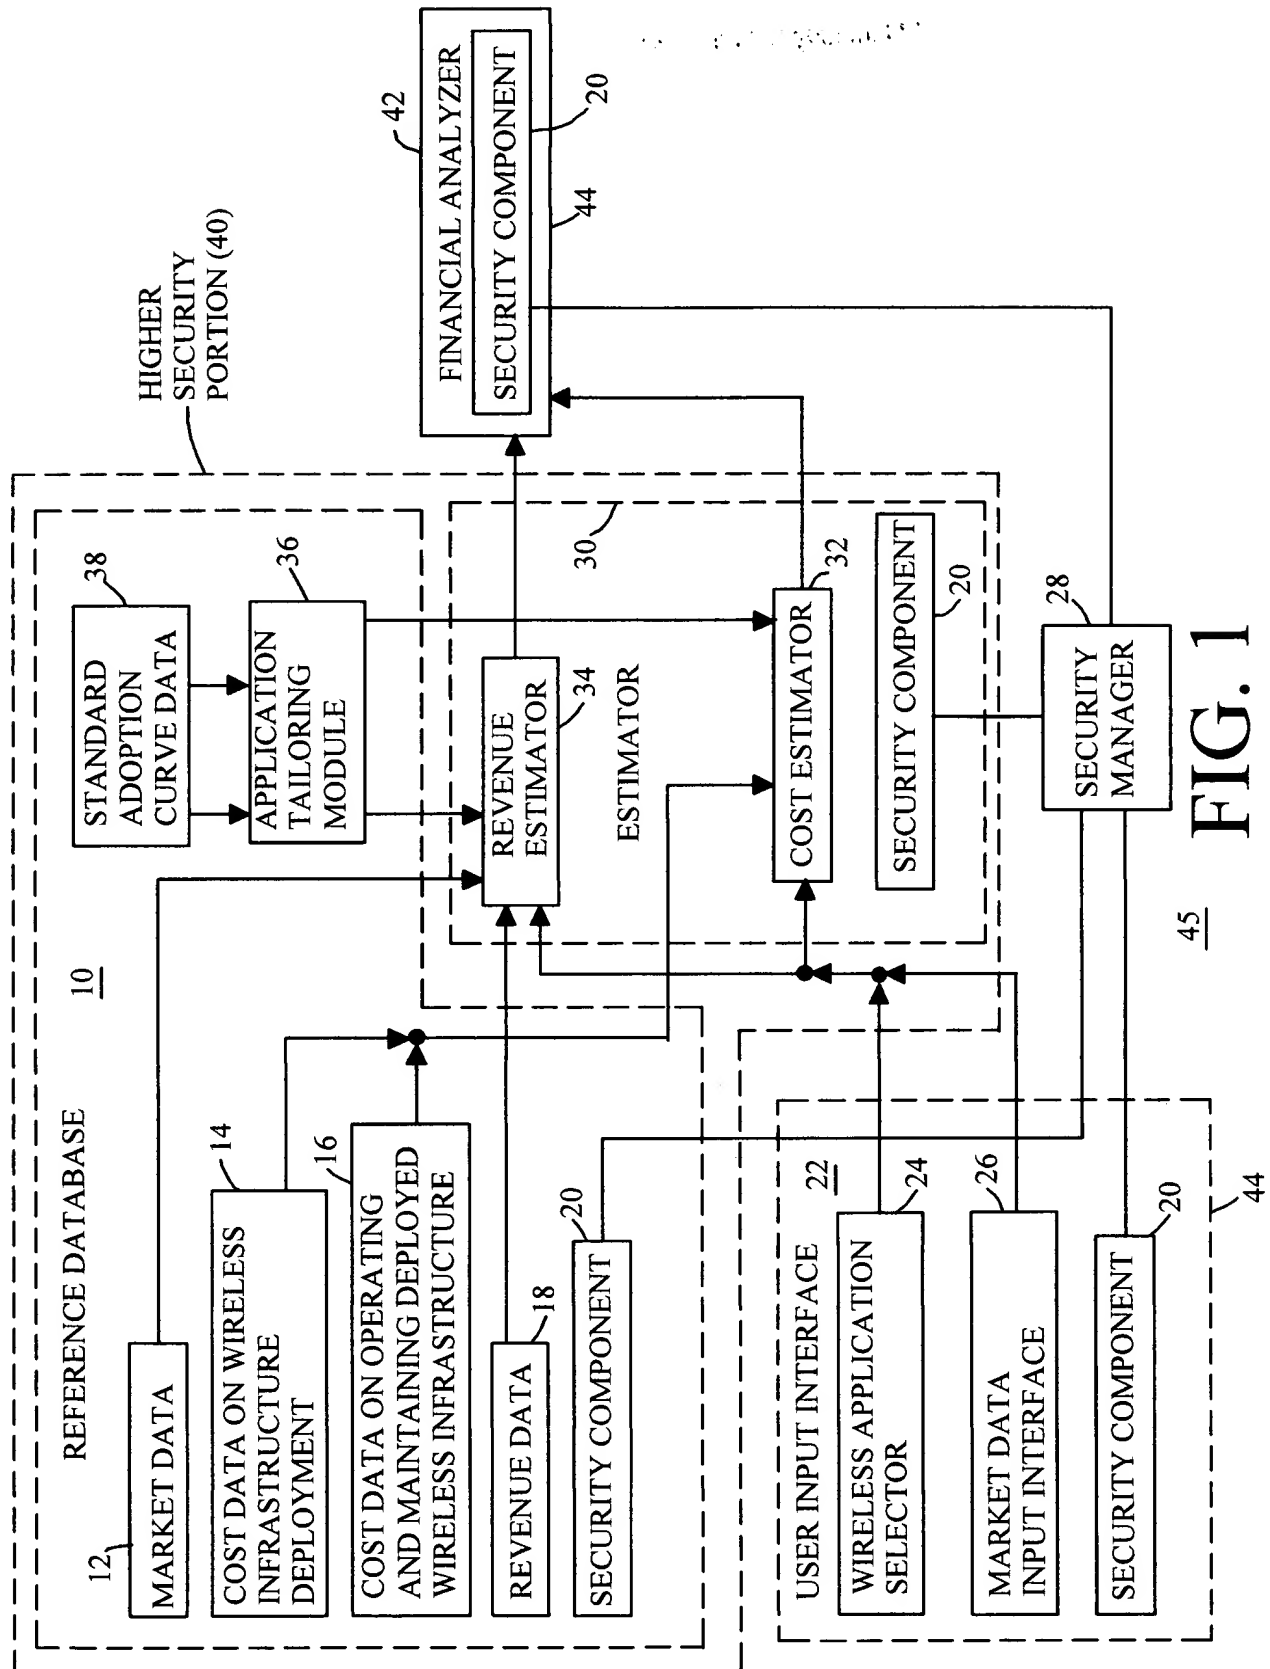 REFERENCE DATABASE
10
12
MARKET DATA
14
COST DATA ON WIRELESS
INFRASTRUCTURE
DEPLOYMENT
16
COST DATA ON OPERATING
AND MAINTAINING DEPLOYED
WIRELESS INFRASTRUCTURE
18
REVENUE DATA
20
SECURITY COMPONENT
STANDARD
ADOPTION
CURVE DATA
38
APPLICATION
TAILORING
MODULE
36
HIGHER
SECURITY
PORTION (40)
REVENUE
ESTIMATOR
34
ESTIMATOR
30
COST ESTIMATOR
32
SECURITY COMPONENT
20
42
FINANCIAL ANALYZER
SECURITY COMPONENT
20
44
USER INPUT INTERFACE
22
WIRELESS APPLICATION
SELECTOR
24
MARKET DATA
INPUT INTERFACE
26
SECURITY COMPONENT
20
44
SECURITY
MANAGER
28
45
FIG. 1